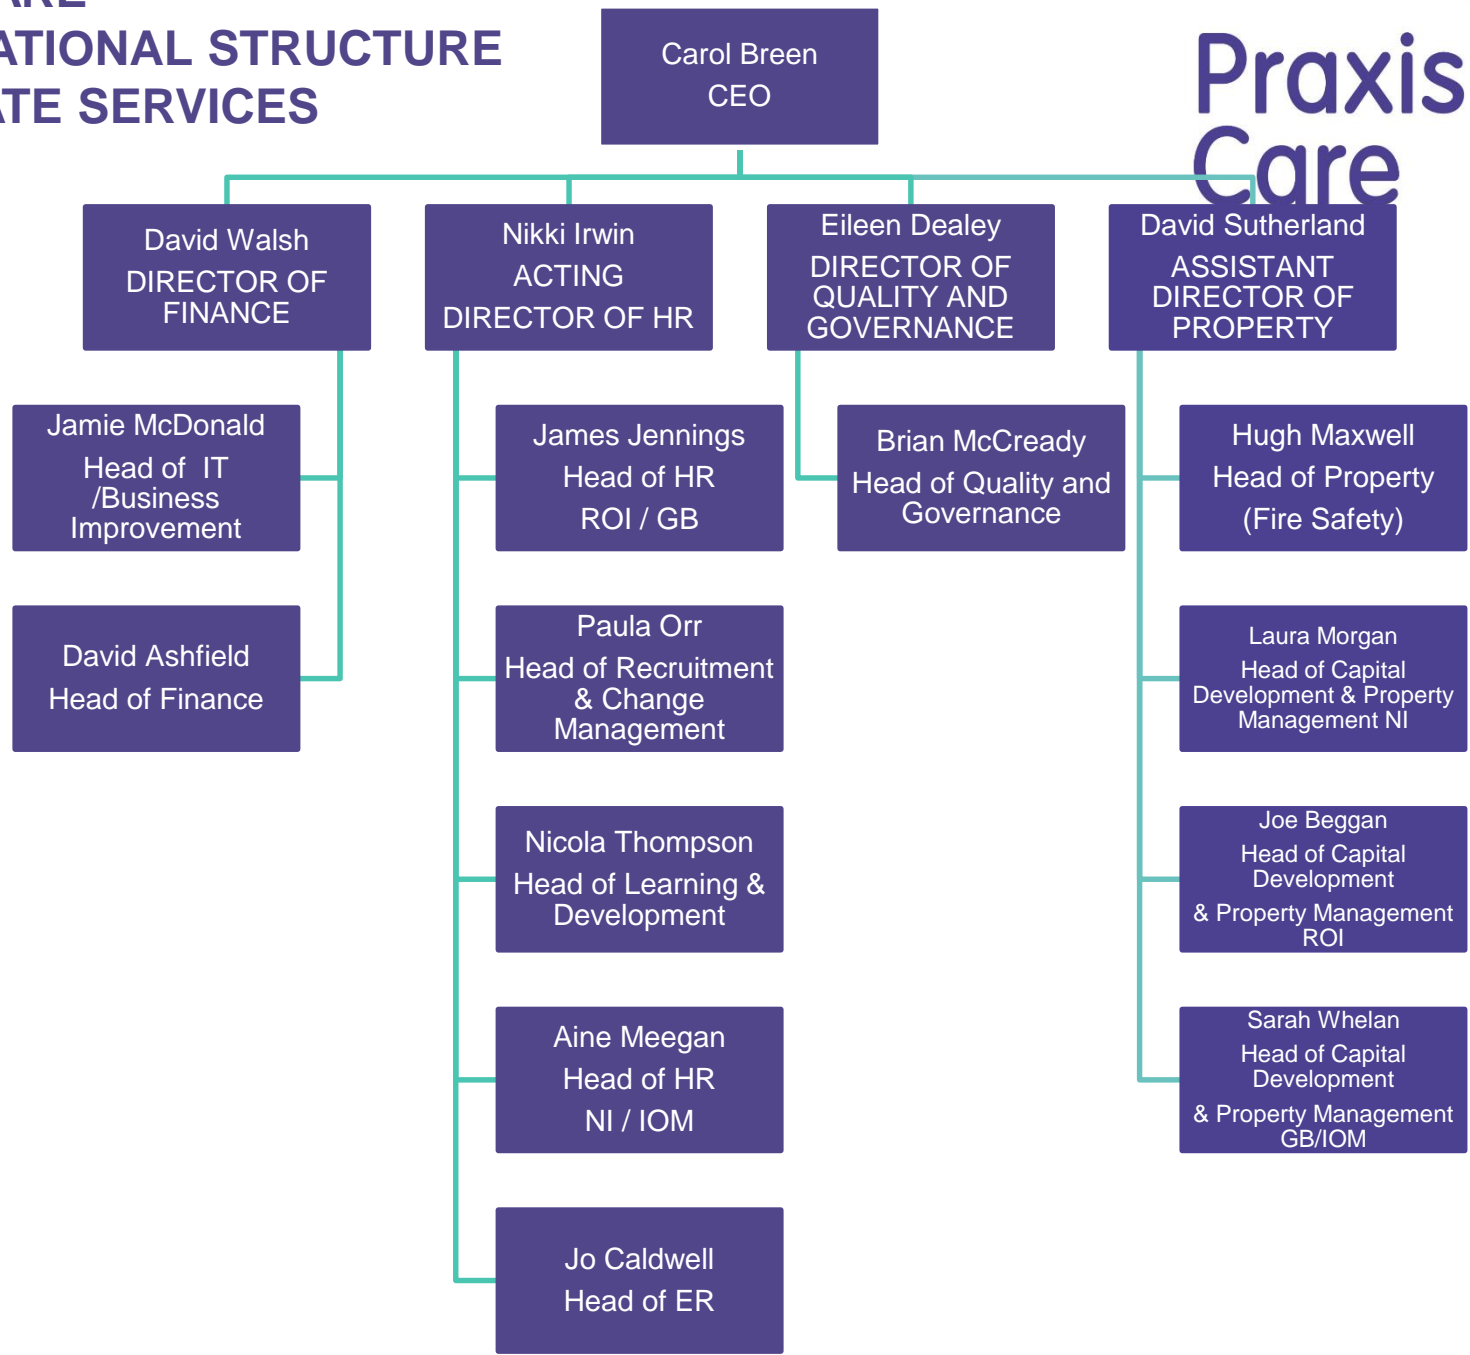 ATIONAL STRUCTURE
ATE SERVICES
Praxis
Care
Carol Breen
CEO
David Walsh
DIRECTOR OF
FINANCE
Nikki Irwin
ACTING
DIRECTOR OF HR
Eileen Dealey
DIRECTOR OF
QUALITY AND
GOVERNANCE
David Sutherland
ASSISTANT
DIRECTOR OF
PROPERTY
Jamie McDonald
Head of  IT
/Business
Improvement
David Ashfield
Head of Finance
James Jennings
Head of HR
ROI / GB
Paula Orr
Head of Recruitment
& Change
Management
Nicola Thompson
Head of Learning &
Development
Aine Meegan
Head of HR
NI / IOM
Jo Caldwell
Head of ER
Brian McCready
Head of Quality and
Governance
Hugh Maxwell
Head of Property
(Fire Safety)
Laura Morgan
Head of Capital
Development & Property
Management NI
Joe Beggan
Head of Capital
Development
& Property Management
ROI
Sarah Whelan
Head of Capital
Development
& Property Management
GB/IOM